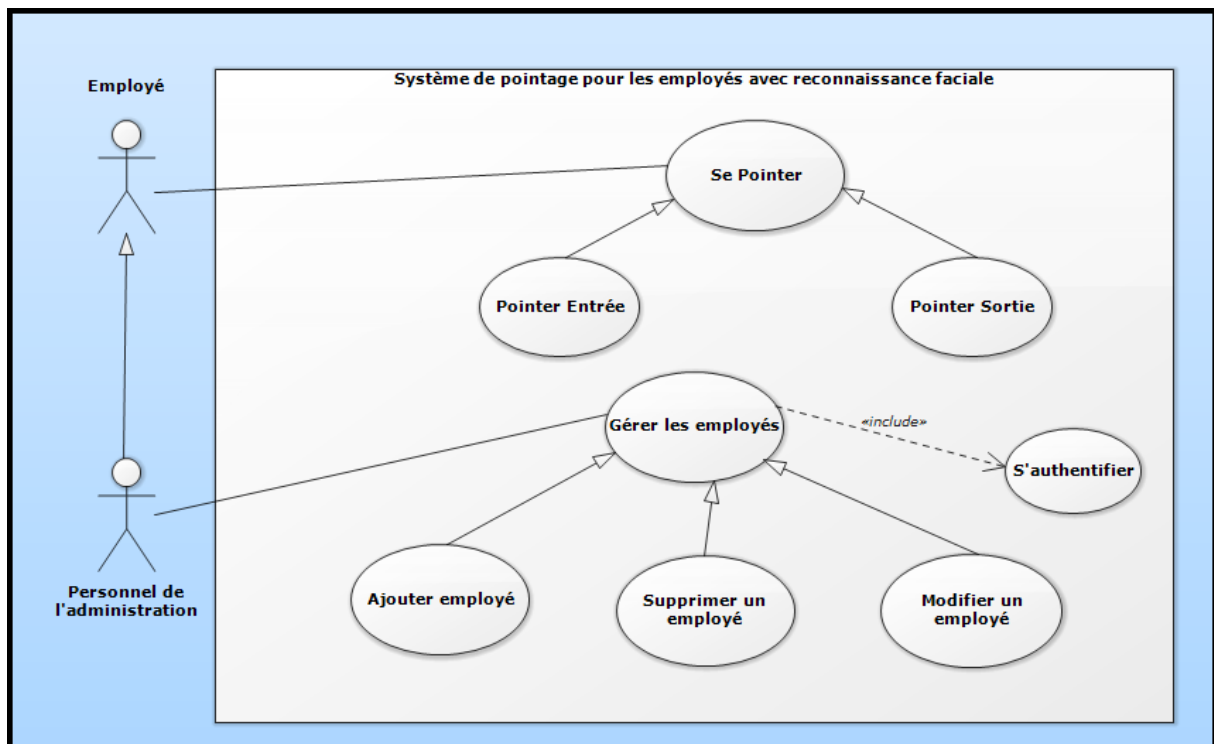 Système de pointage pour les employés avec reconnaissance faciale
Employé
Se Pointer
Pointer Entrée
Pointer Sortie
Gérer les employés
«include»
S'authentifier
Personnel de
l'administration
Ajouter employé
Supprimer un
employé
Modifier un
employé